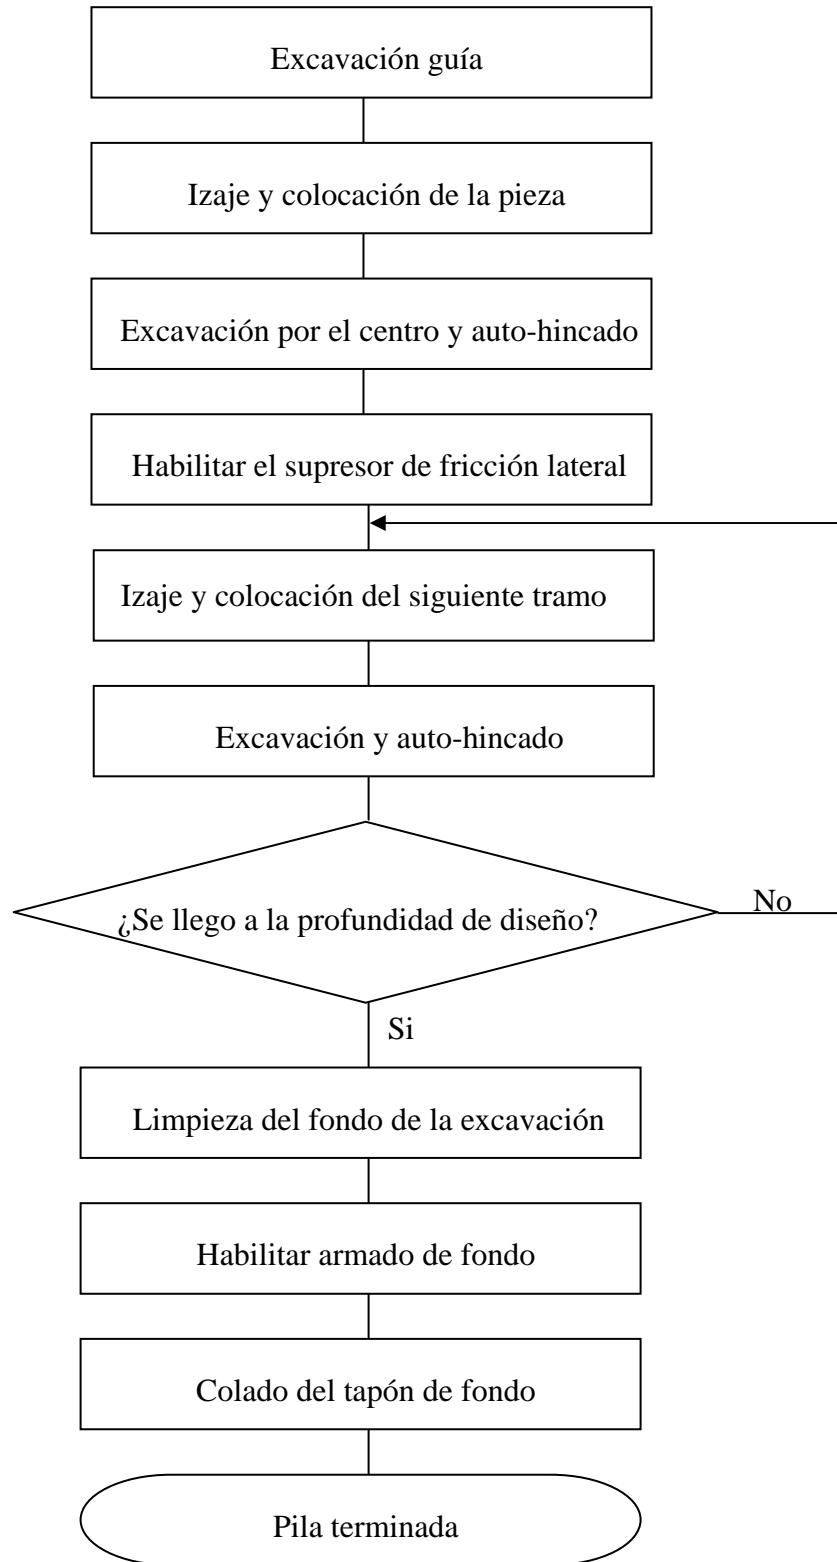 Excavación guía
Izaje y colocación de la pieza
Excavación por el centro y auto-hincado
Habilitar el supresor de fricción lateral
Izaje y colocación del siguiente tramo
Excavación y auto-hincado
¿Se llego a la profundidad de diseño?
No
Si
Limpieza del fondo de la excavación
Habilitar armado de fondo
Colado del tapón de fondo
Pila terminada